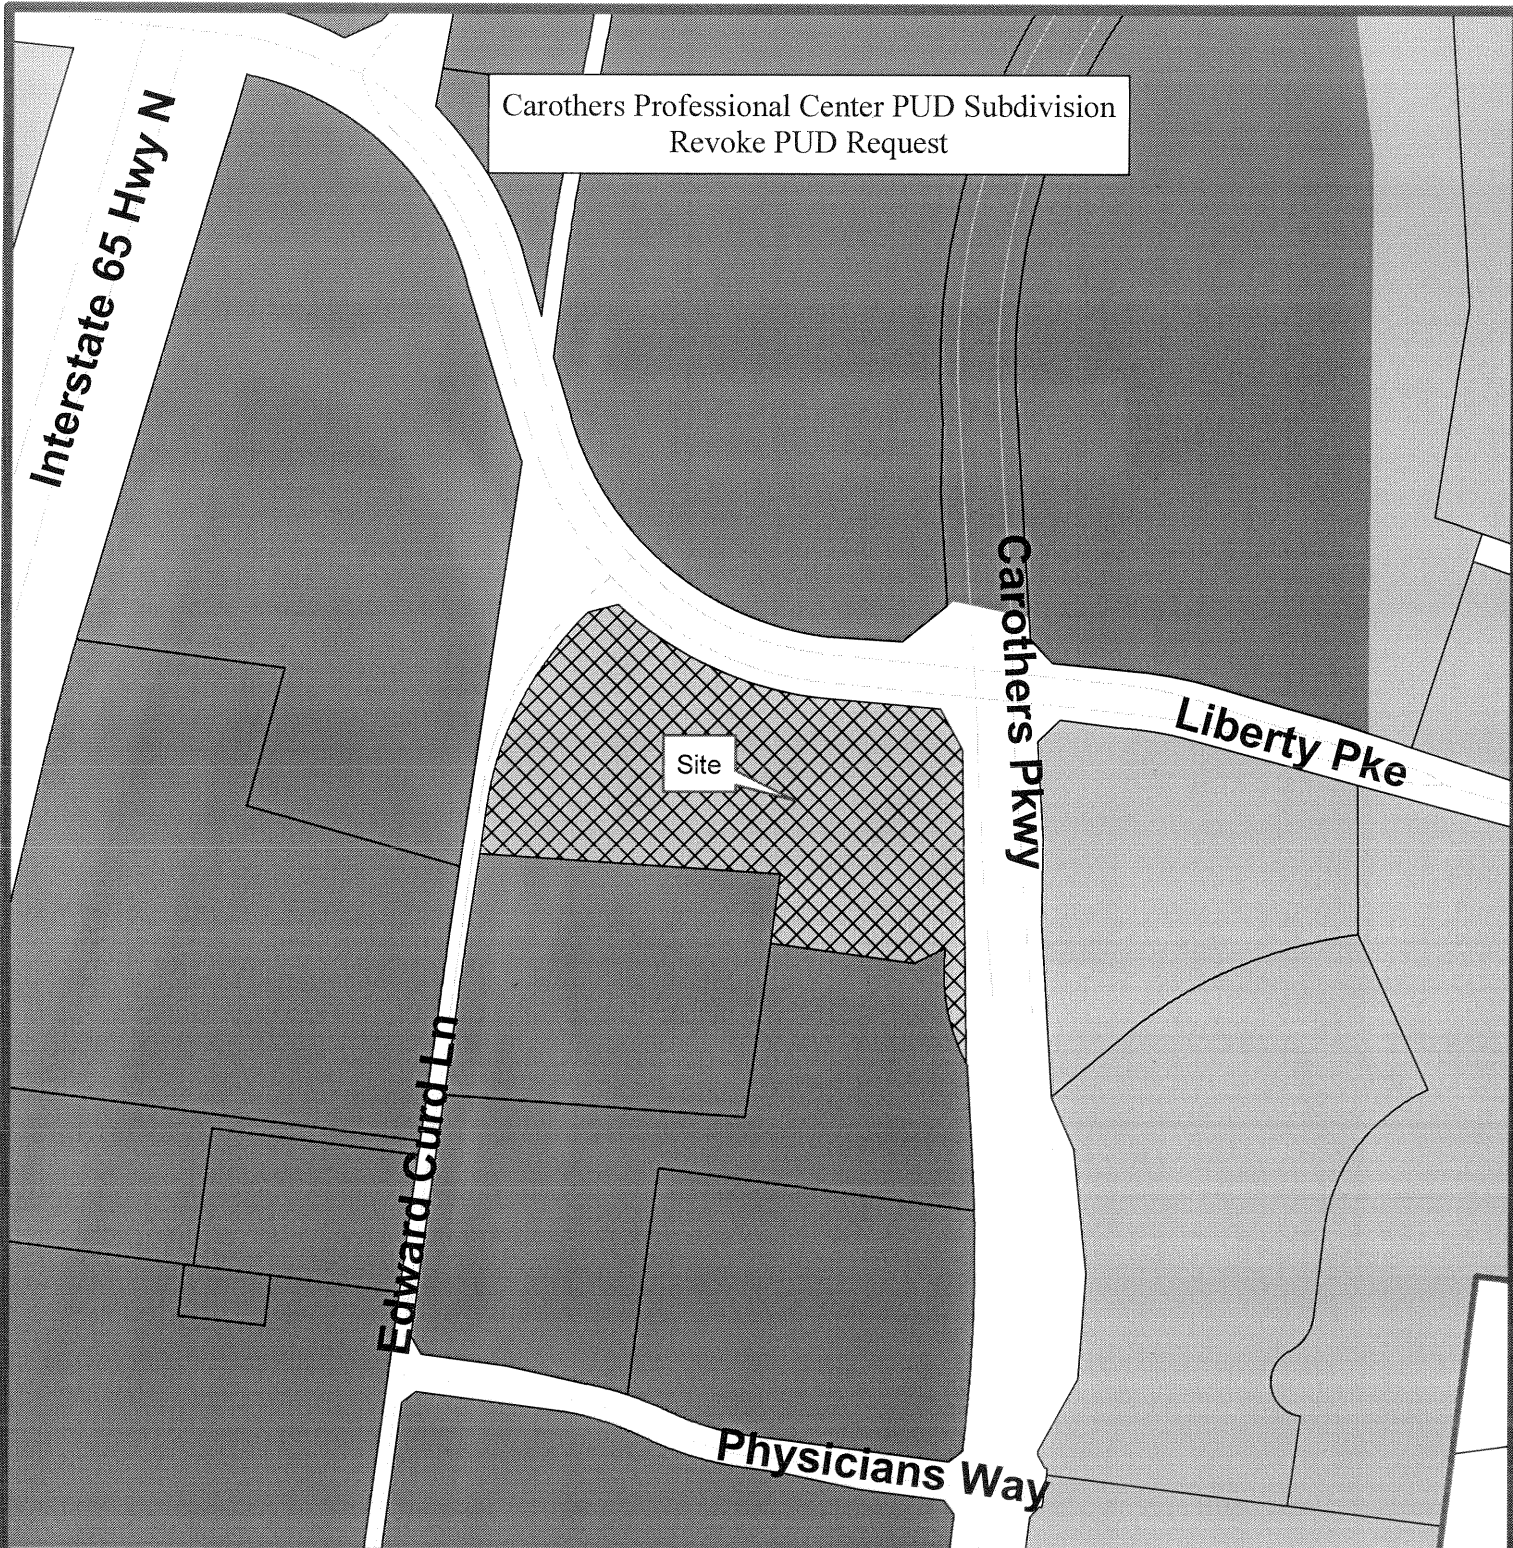 Carothers Professional Center PUD Subdivision
Revoke PUD Request
Interstate 65 Hwy N
Carothers Pkwy
Liberty Pke
Site
Edward Curd Ln
Physicians Way